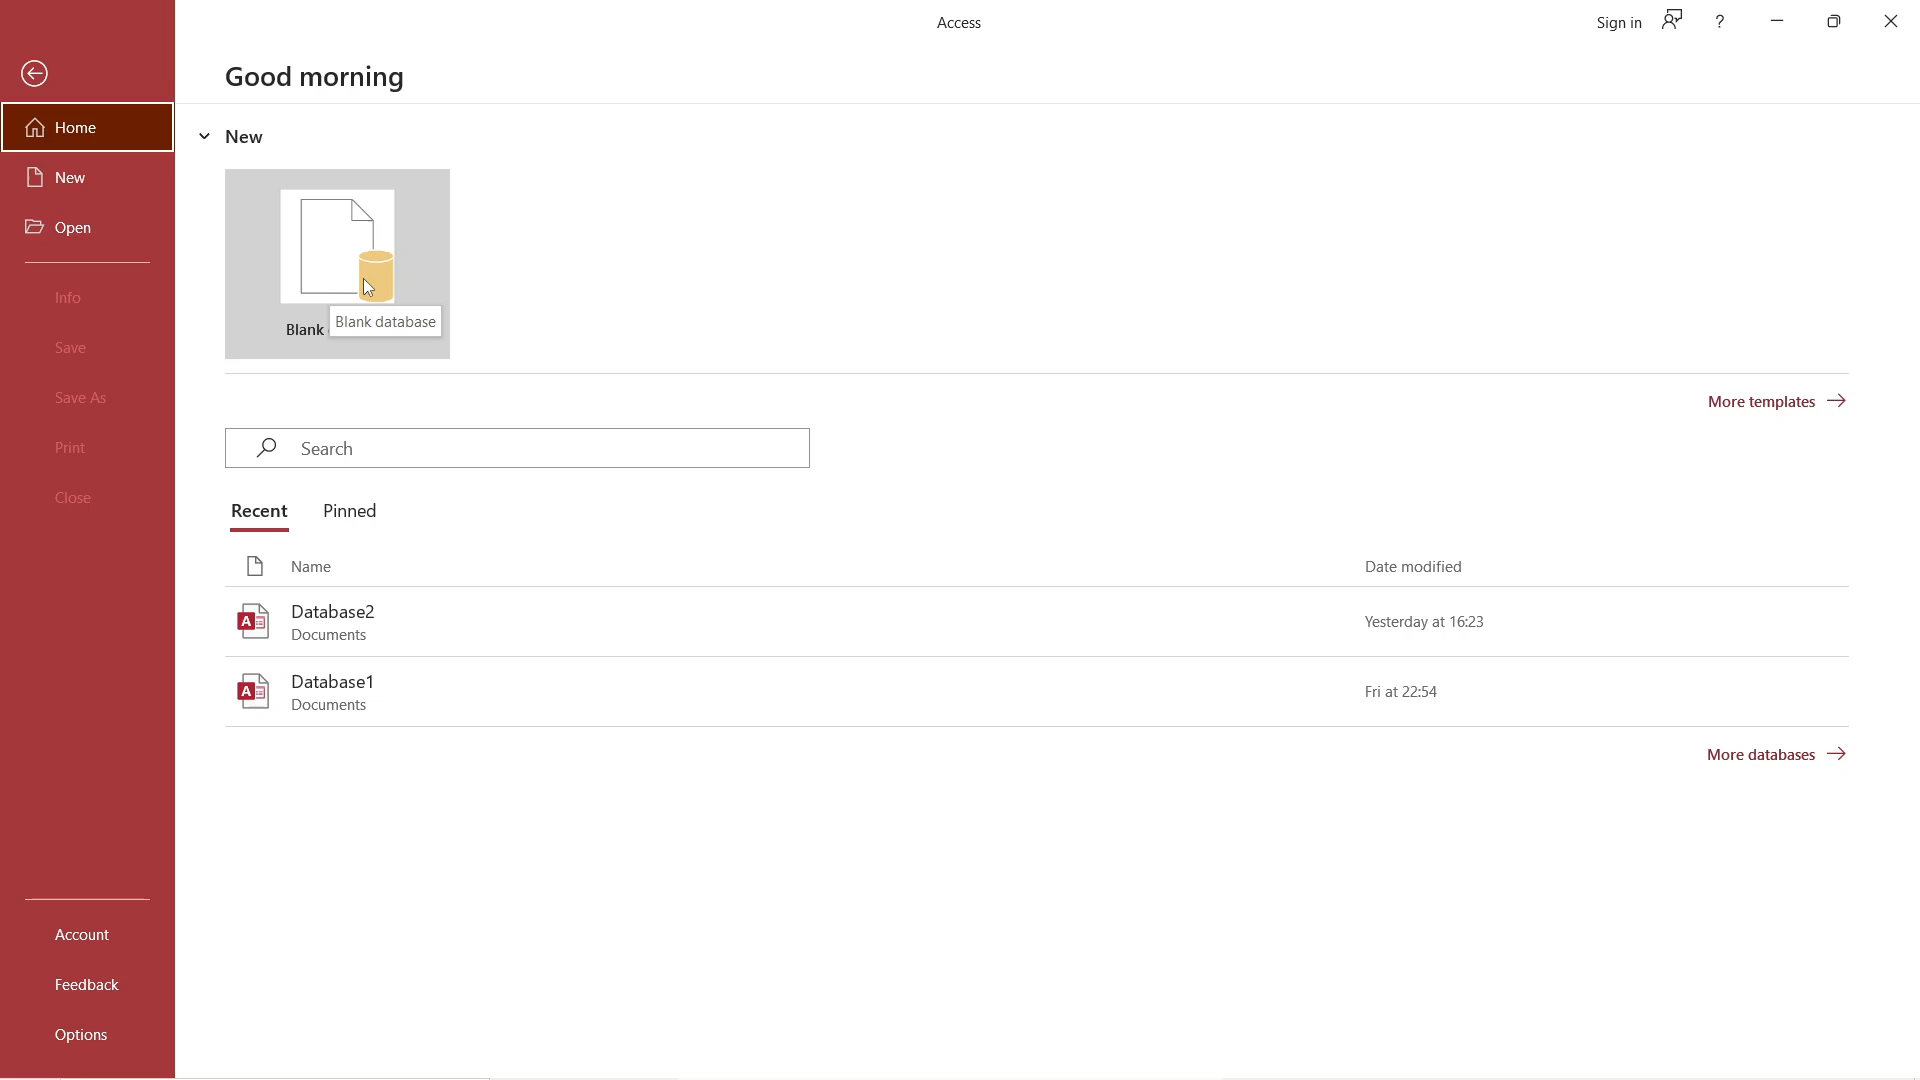 Access
Sign in
?
Good morning
Home
New
New
Open
Blank
Blank database
Info
Save
Save As
More templates
Print
Search
Close
Recent Pinned
Name Date modified
Database2
Documents
Yesterday at 16:23
Database1
Documents
Fri at 22:54
More databases
Account
Feedback
Options